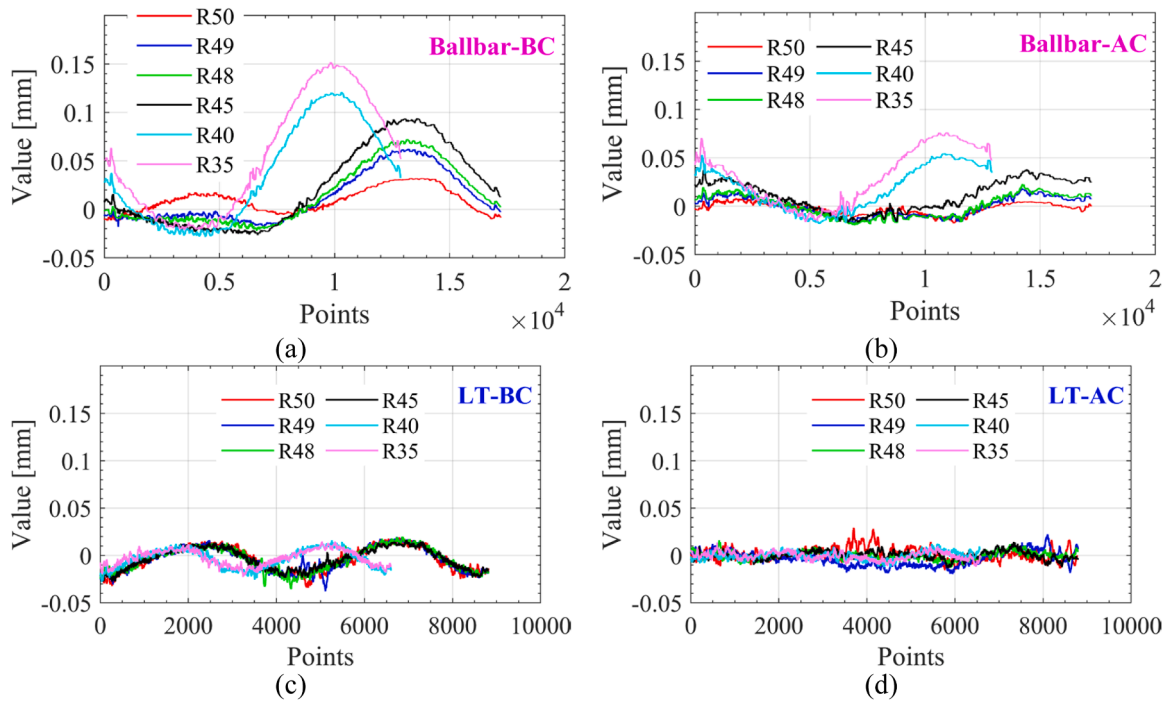 R50
R49
R48
R45
R40
R35
Ballbar-BC
Value [mm]
0.15
0.1
0.05
0
-0.05
0 0.5 1 1.5 2
Points
×10⁴
(a)
R50 R45
R49 R40
R48 R35
Ballbar-AC
Value [mm]
0.15
0.1
0.05
0
-0.05
0 0.5 1 1.5 2
Points
×10⁴
(b)
R50 R45
R49 R40
R48 R35
LT-BC
Value [mm]
0.15
0.1
0.05
0
-0.05
0 2000 4000 6000 8000 10000
Points
(c)
R50 R45
R49 R40
R48 R35
LT-AC
Value [mm]
0.15
0.1
0.05
0
-0.05
0 2000 4000 6000 8000 10000
Points
(d)